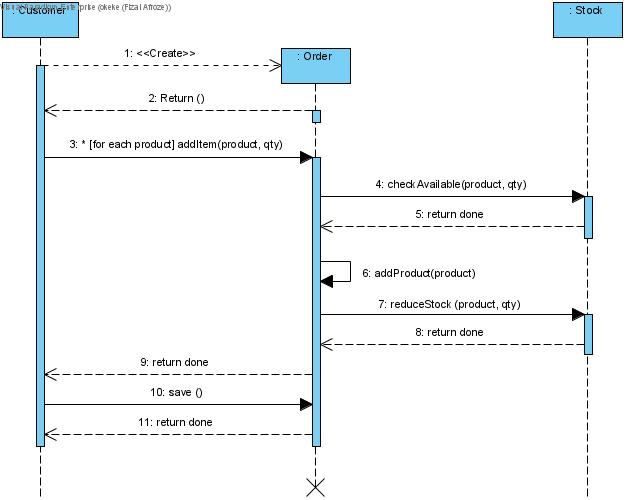 Visual Paradigm Enterprise (okeke (Fizal Afroze))
: Customer
: Stock
1: <<Create>>
: Order
2: Return ()
3: * [for each product] addItem(product, qty)
4: checkAvailable(product, qty)
5: return done
6: addProduct(product)
7: reduceStock (product, qty)
8: return done
9: return done
10: save ()
11: return done